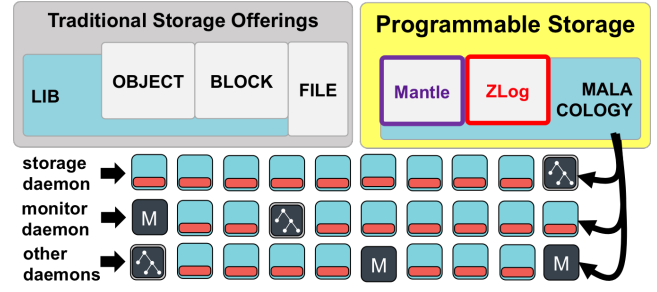 Traditional Storage Offerings
LIB
OBJECT
BLOCK
FILE
Programmable Storage
Mantle
ZLog
MALA
COLOGY
storage
daemon
monitor
daemon
M
other
daemons
M
M